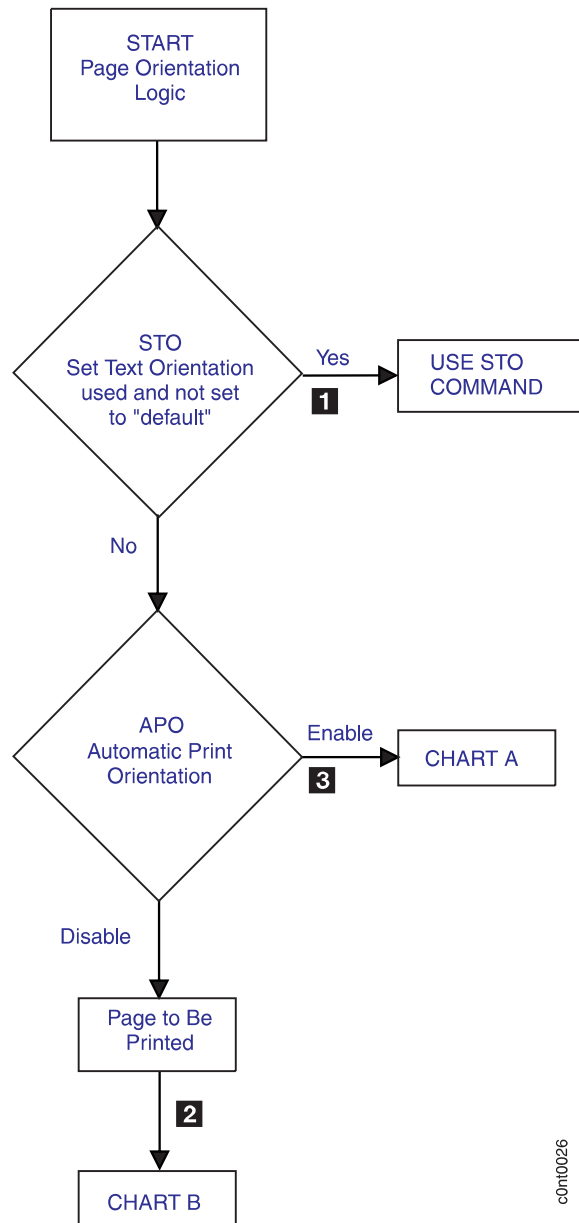 START
Page Orientation
Logic
STO
Set Text Orientation
used and not set
to "default"
Yes
1
USE STO
COMMAND
No
APO
Automatic Print
Orientation
Enable
3
CHART A
Disable
Page to Be
Printed
2
CHART B
c0nt0026